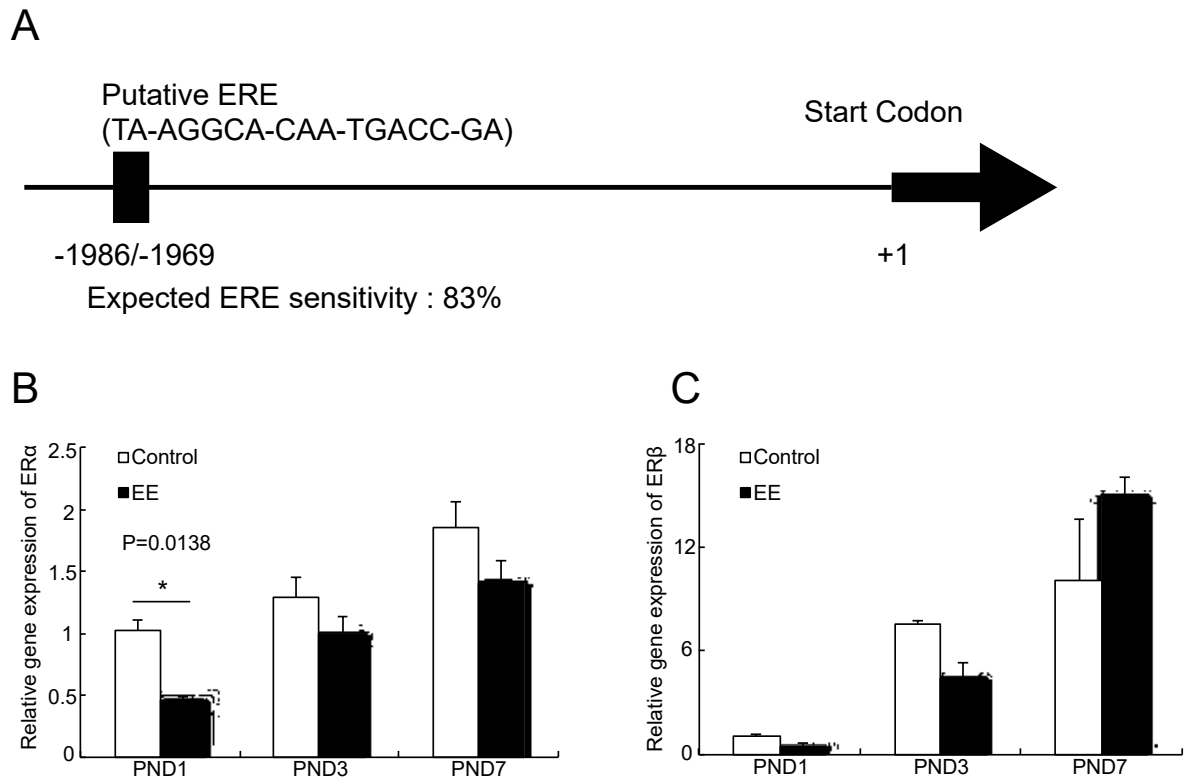 A
Putative ERE
(TA-AGGCA-CAA-TGACC-GA)
Start Codon
-1986/-1969
+1
Expected ERE sensitivity : 83%
B
Relative gene expression of ERα
2.5
2
1.5
1
0.5
0
Control
EE
P=0.0138
*
PND1
PND3
PND7
C
Relative gene expression of ERβ
18
12
6
0
Control
EE
PND1
PND3
PND7